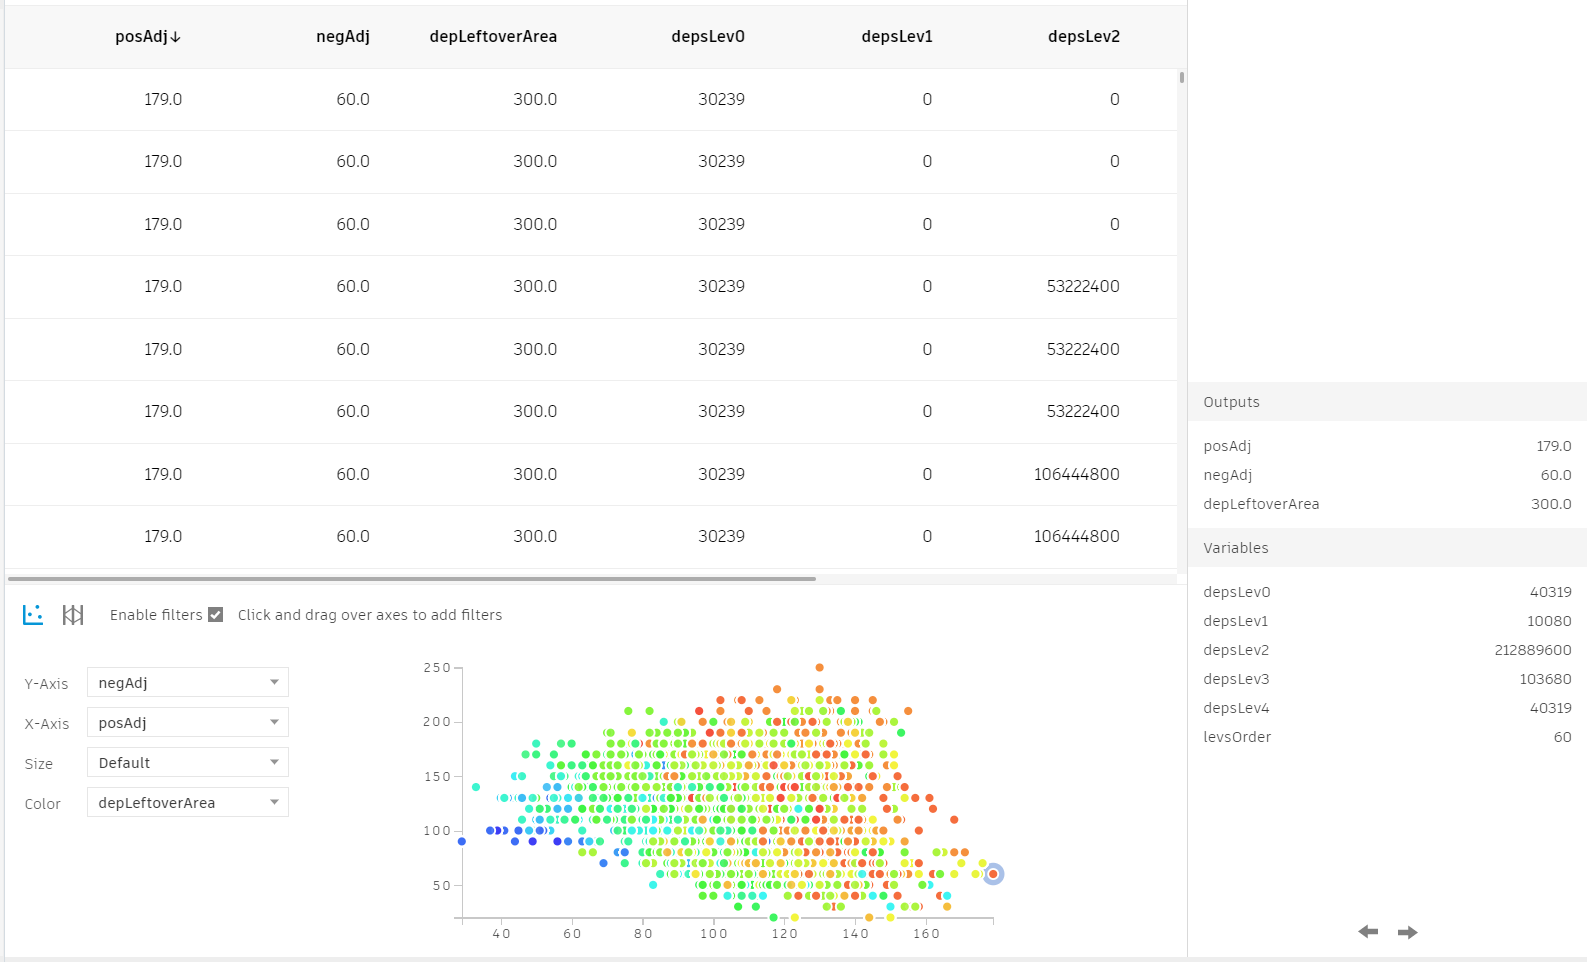 posAdj↓ negAdj depLeftoverArea depsLev0 depsLev1 depsLev2
179.0 60.0 300.0 30239 0 0
179.0 60.0 300.0 30239 0 0
179.0 60.0 300.0 30239 0 0
179.0 60.0 300.0 30239 0 53222400
179.0 60.0 300.0 30239 0 53222400
179.0 60.0 300.0 30239 0 53222400
179.0 60.0 300.0 30239 0 106444800
179.0 60.0 300.0 30239 0 106444800
Enable filters Click and drag over axes to add filters
Y-Axis negAdj
X-Axis posAdj
Size Default
Color depLeftoverArea
250
200
150
100
50
40 60 80 100 120 140 160
Outputs
posAdj 179.0
negAdj 60.0
depLeftoverArea 300.0
Variables
depsLev0 40319
depsLev1 10080
depsLev2 212889600
depsLev3 103680
depsLev4 40319
levsOrder 60